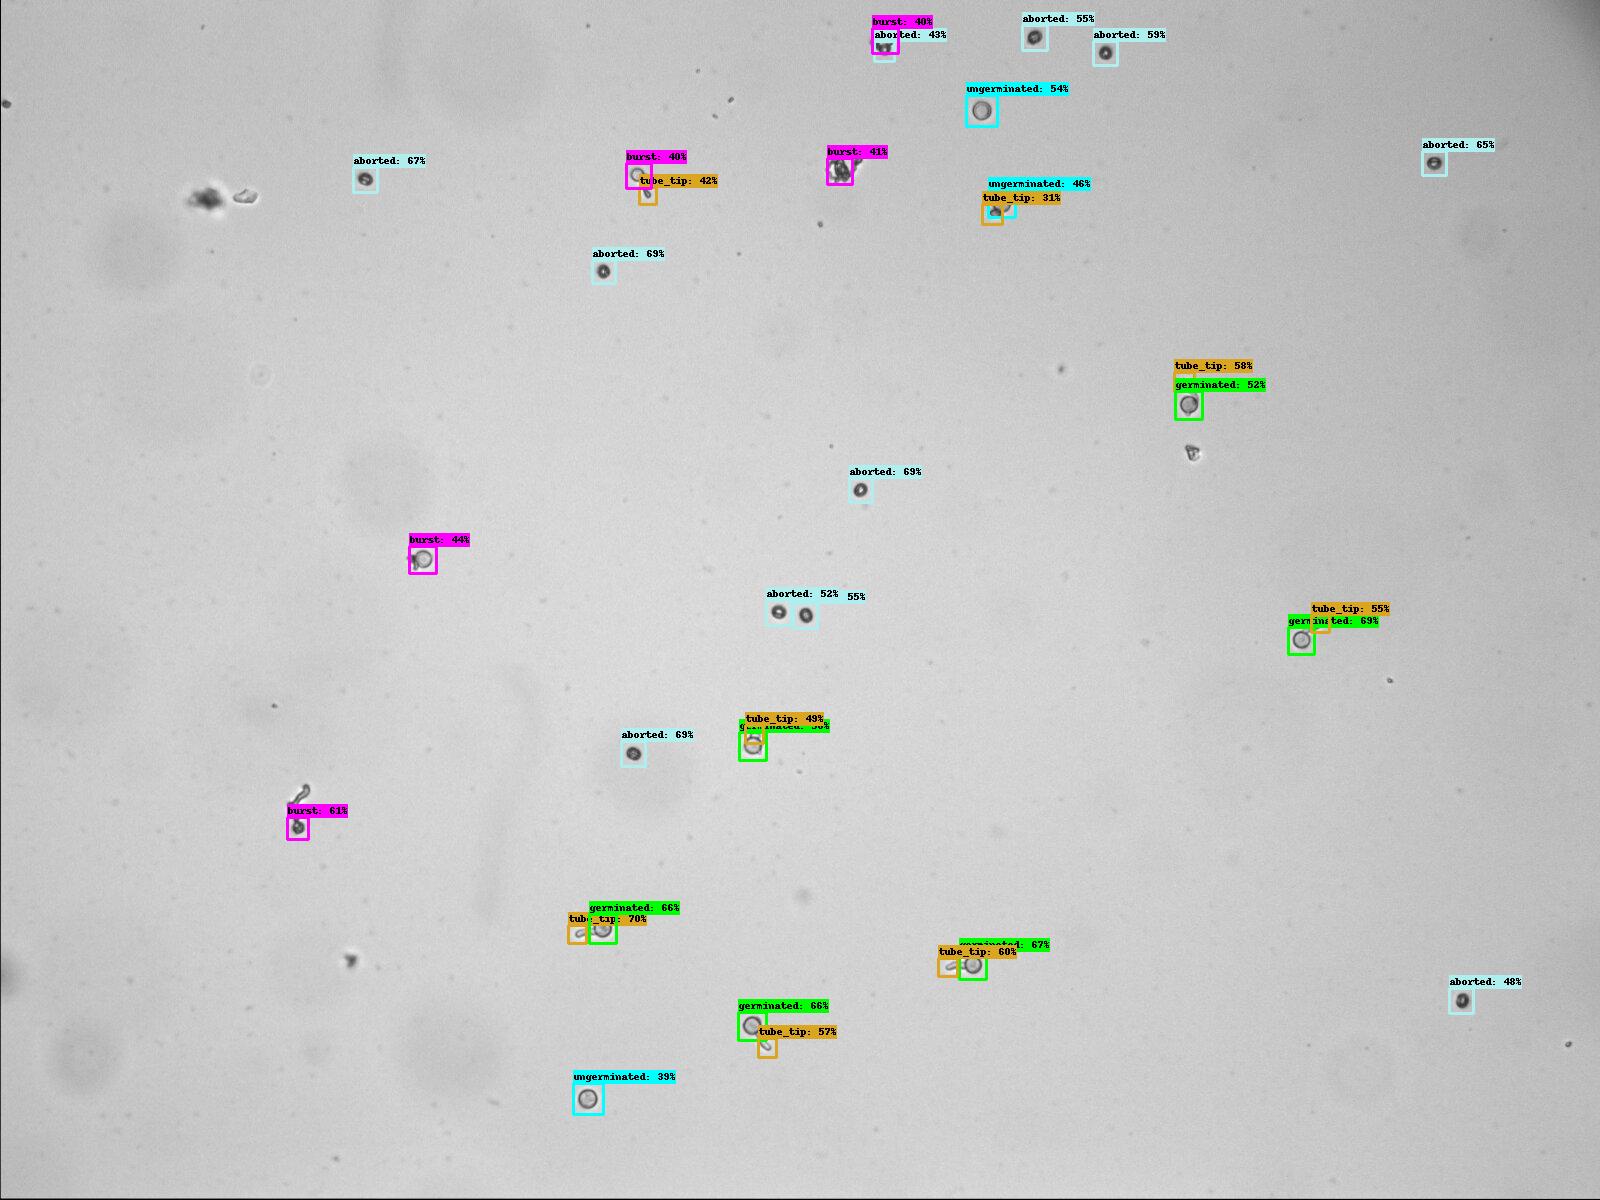 aborted: 55%
burst: 40%
aborted: 43%
aborted: 59%
ungerminated: 54%
aborted: 65%
burst: 41%
burst: 40%
aborted: 67%
tube_tip: 42%
ungerminated: 46%
tube_tip: 31%
aborted: 69%
tube_tip: 58%
germinated: 52%
aborted: 69%
burst: 44%
aborted: 52%
55%
tube_tip: 55%
germinated: 69%
tube_tip: 49%
aborted: 69%
burst: 61%
germinated: 66%
tube_tip: 70%
germinated: 67%
tube_tip: 60%
aborted: 48%
germinated: 66%
tube_tip: 57%
ungerminated: 39%